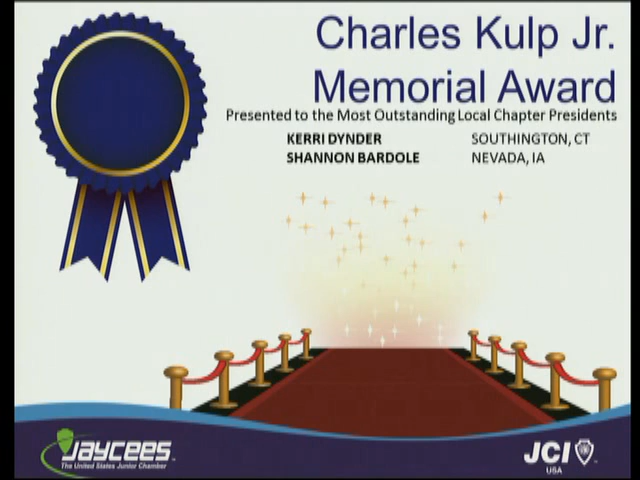 Charles Kulp Jr.
Memorial Award
Presented to the Most Outstanding Local Chapter Presidents
KERRI DYNDER SOUTHINGTON, CT
SHANNON BARDOLE NEVADA, IA
JAYCEES
The United States Junior Chamber
JCI
USA